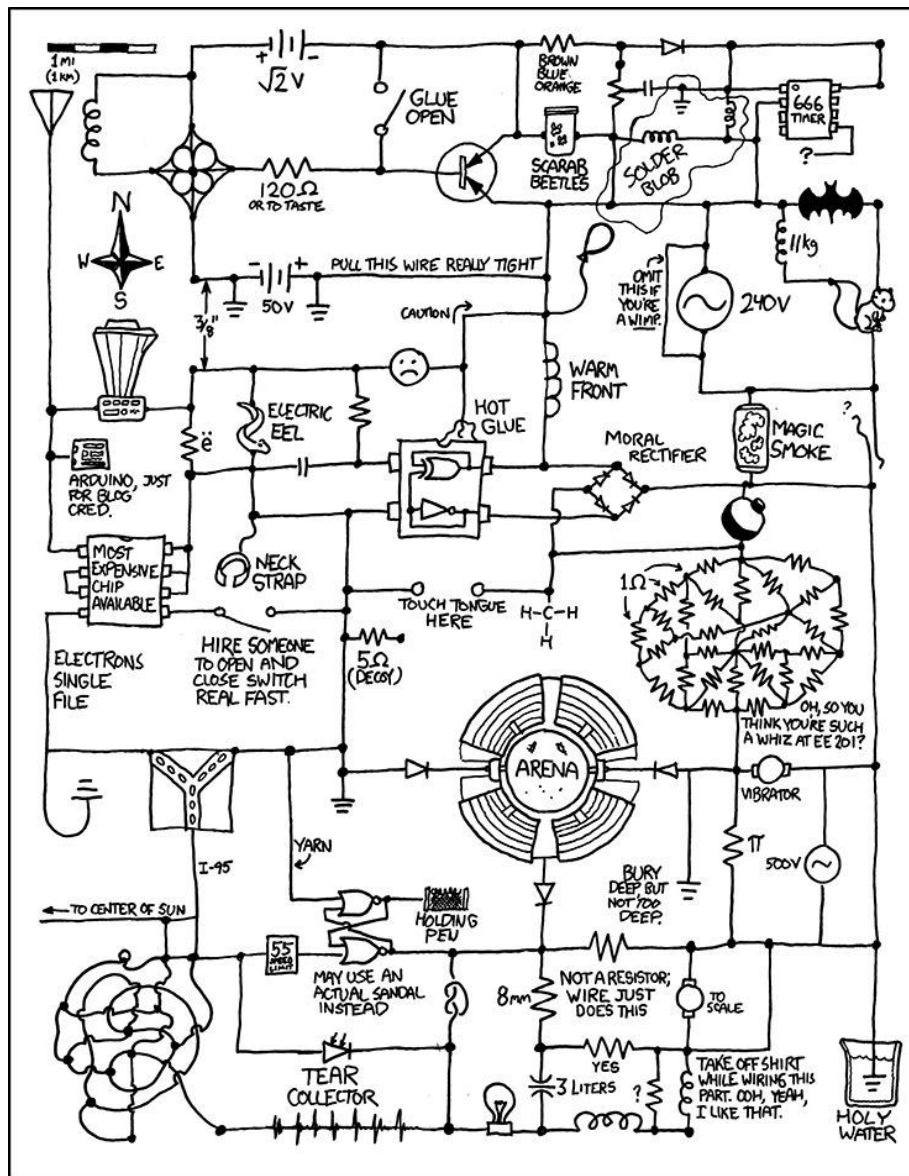 1 MI
(1 KM)
+ -
√2 V
GLUE
OPEN
BROWN
BLUE
ORANGE
666
TIMER
?
120Ω
OR TO TASTE
SCARAB
BEETLES
SOLDER
BLOB
N
W E
S
- +
50V
PULL THIS WIRE REALLY TIGHT
11kg
OMIT
THIS IF
YOU'RE
A WIMP.
240V
3/8"
CAUTION
WARM
FRONT
ELECTRIC
EEL
HOT
GLUE
MORAL
RECTIFIER
MAGIC
SMOKE
?
ë
ARDUINO, JUST
FOR BLOG
CRED.
MOST
EXPENSIVE
CHIP
AVAILABLE
NECK
STRAP
TOUCH TONGUE
HERE
H-C-H
H
1Ω
HIRE SOMEONE
TO OPEN AND
CLOSE SWITCH
REAL FAST.
5Ω
(DECOY)
ELECTRONS
SINGLE
FILE
OH, SO YOU
THINK YOU'RE SUCH
A WHIZ AT EE 201?
ARENA
VIBRATOR
I-95
YARN
π
500V
BURY
DEEP BUT
NOT TOO
DEEP.
TO CENTER OF SUN
HOLDING
PEN
55
SPEED
LIMIT
MAY USE AN
ACTUAL SANDAL
INSTEAD
NOT A RESISTOR;
WIRE JUST
DOES THIS
8mm
TO
SCALE
YES
TEAR
COLLECTOR
3 LITERS
?
TAKE OFF SHIRT
WHILE WIRING THIS
PART. OOH, YEAH,
I LIKE THAT.
HOLY
WATER